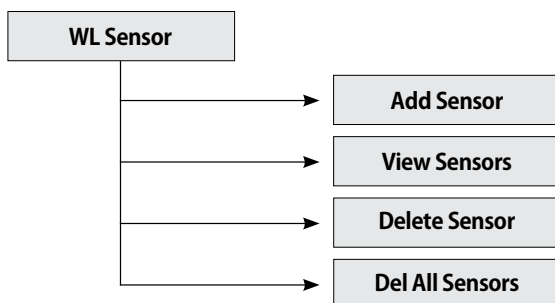 WL Sensor
Add Sensor
View Sensors
Delete Sensor
Del All Sensors